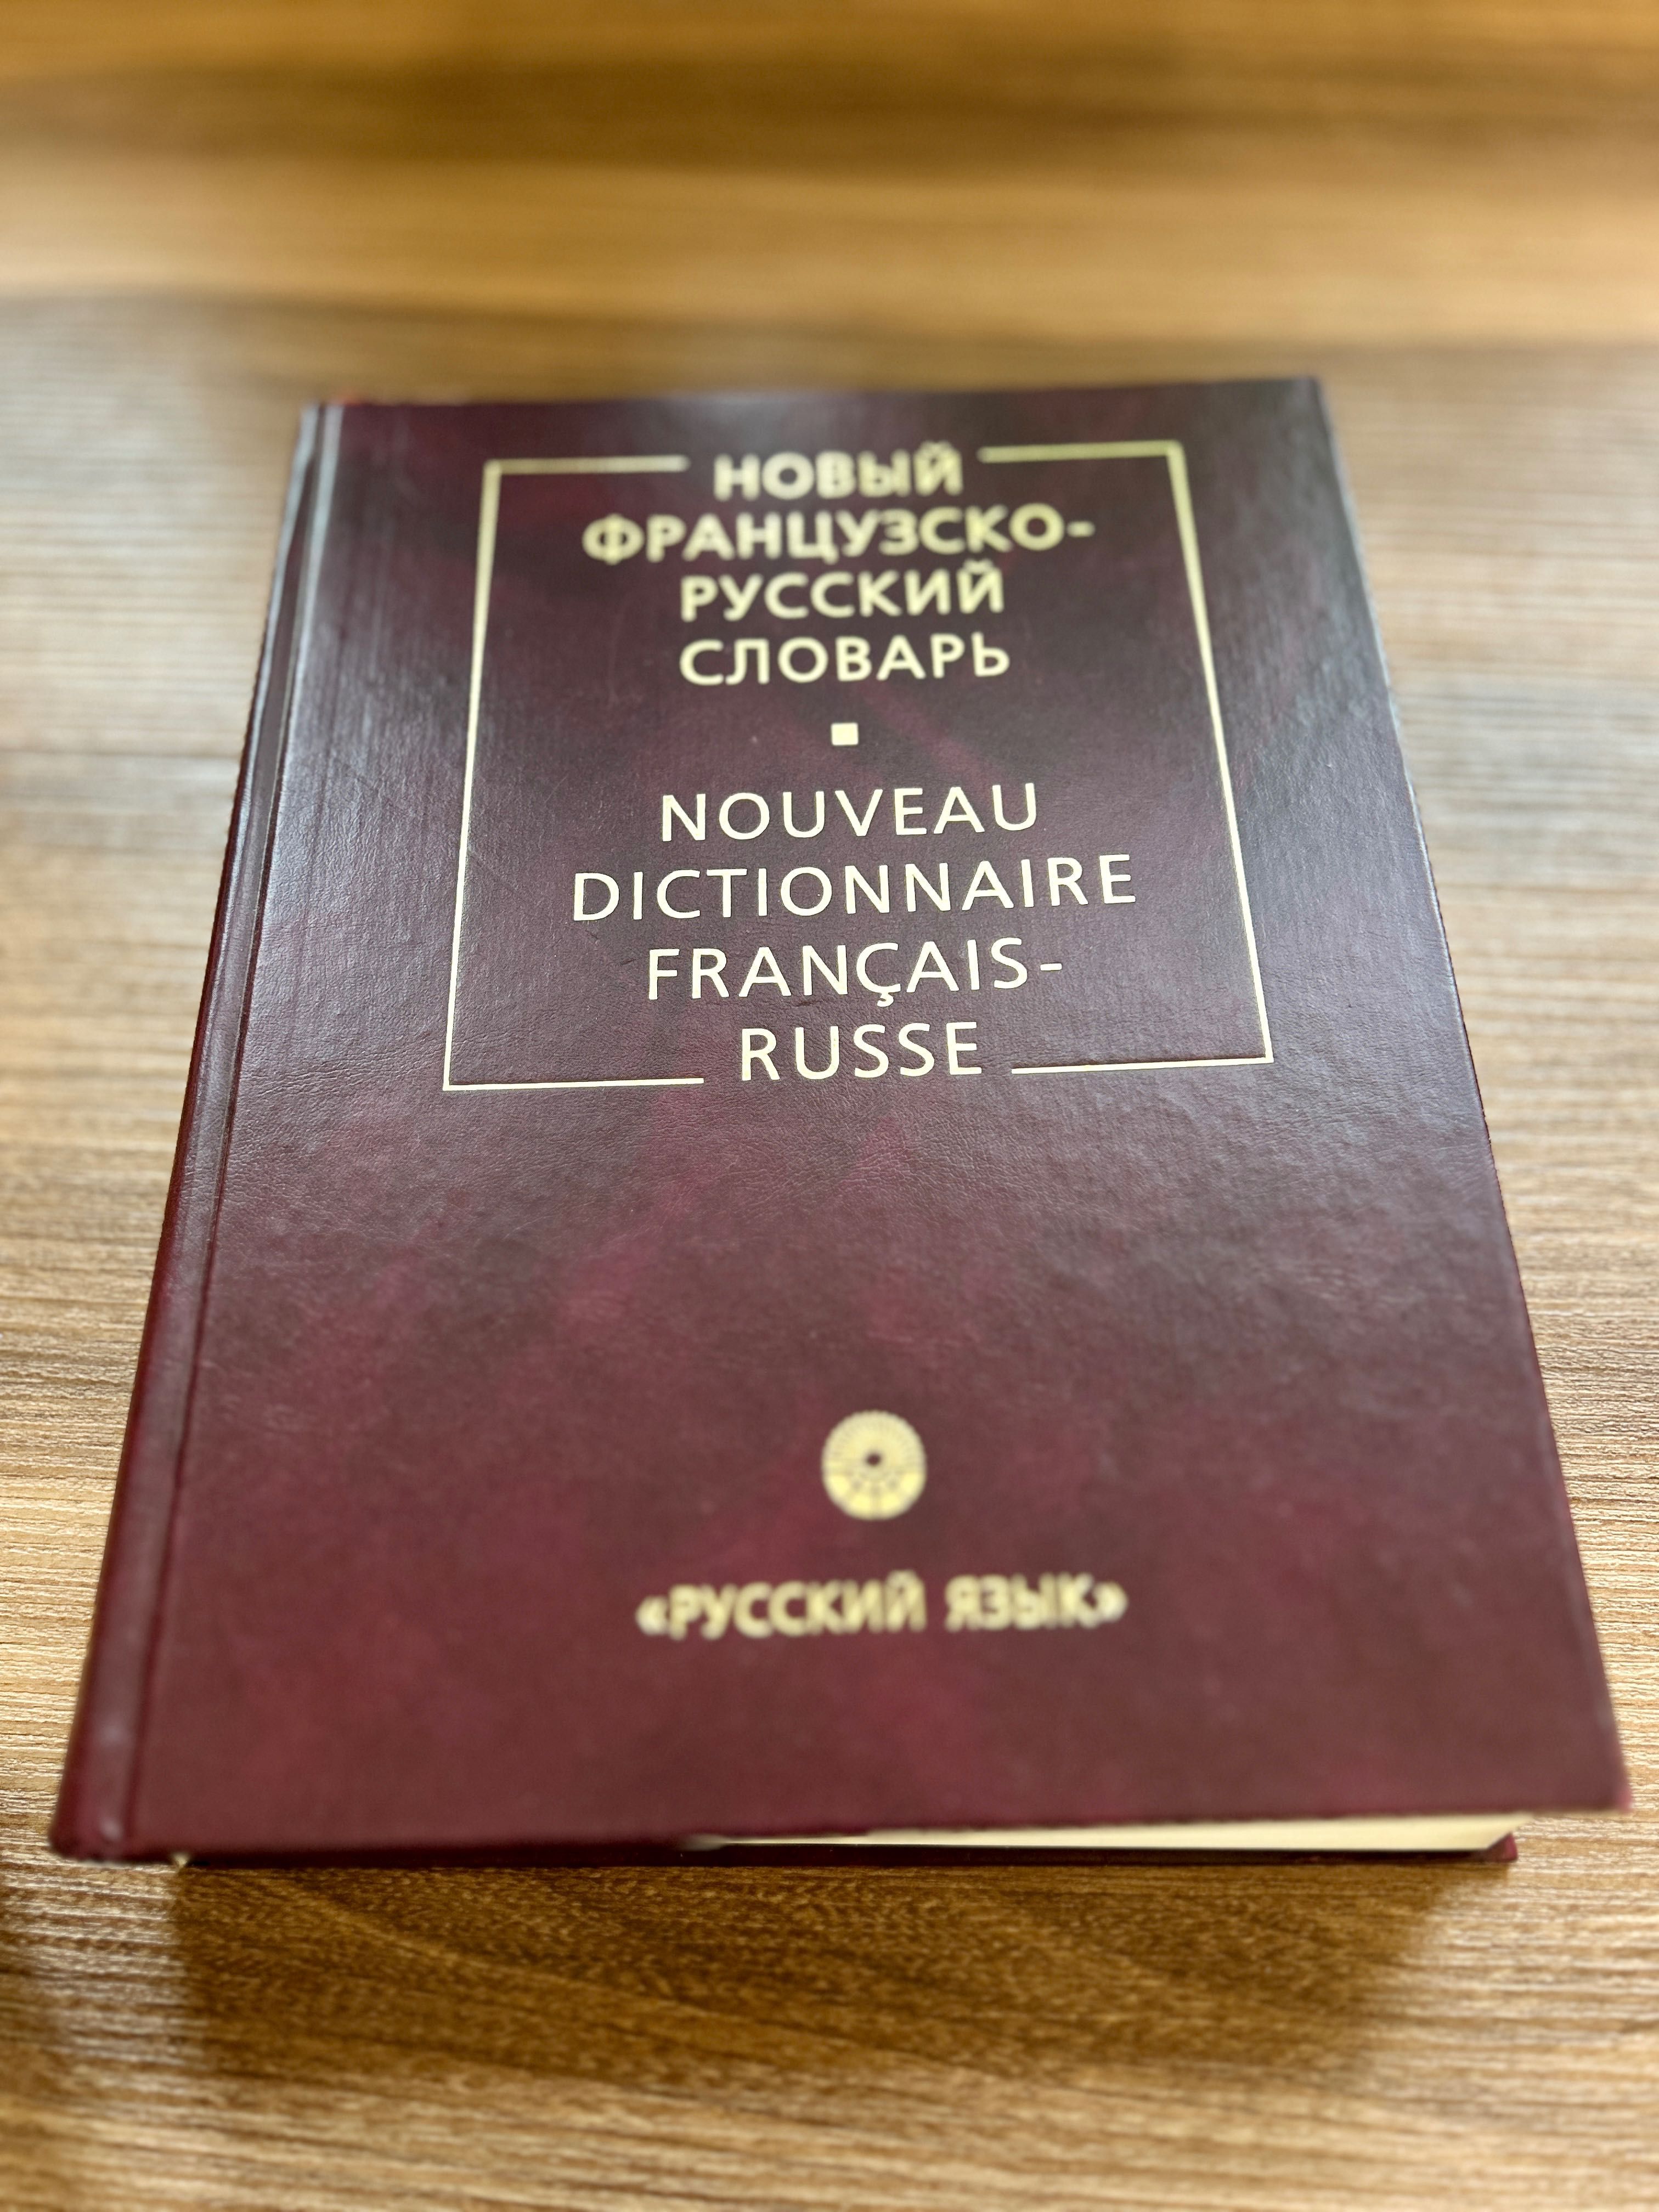 НОВЫЙ
ФРАНЦУЗСКО-
РУССКИЙ
СЛОВАРЬ
NOUVEAU
DICTIONNAIRE
FRANÇAIS-
RUSSE
«РУССКИЙ ЯЗЫК»